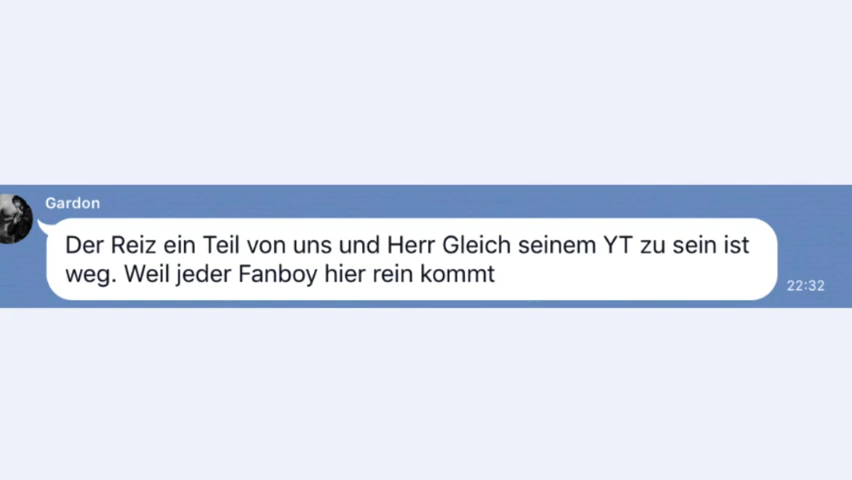 Gardon
Der Reiz ein Teil von uns und Herr Gleich seinem YT zu sein ist
weg. Weil jeder Fanboy hier rein kommt
22:32